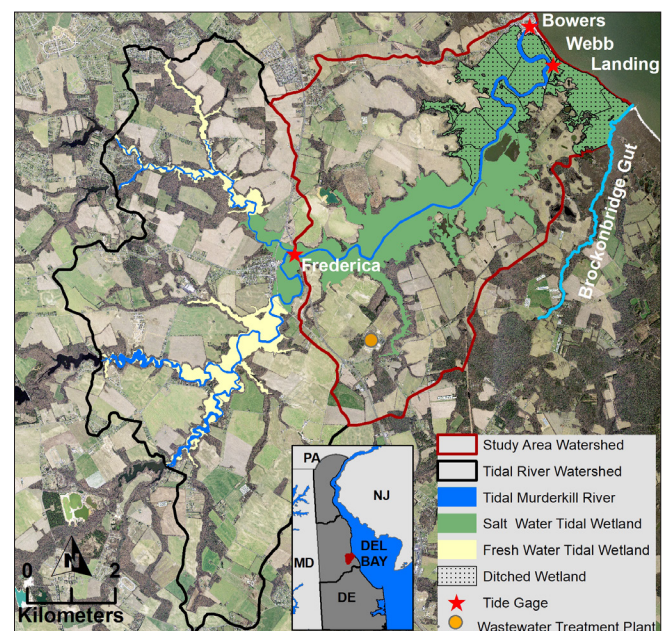 Bowers
Webb
Landing
Brockonbridge Gut
Frederica
PA
NJ
MD
DEL
BAY
DE
N
0 2
Kilometers
Study Area Watershed
Tidal River Watershed
Tidal Murderkill River
Salt Water Tidal Wetland
Fresh Water Tidal Wetland
Ditched Wetland
Tide Gage
Wastewater Treatment Plant